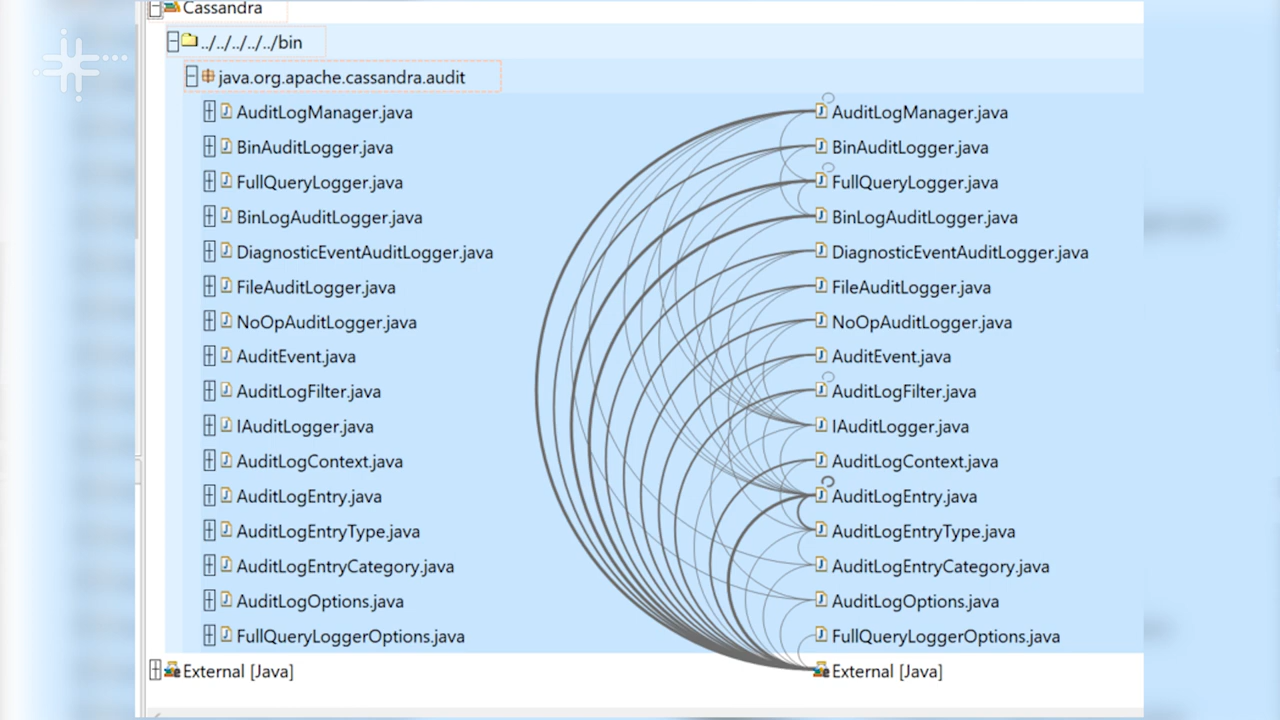 Cassandra
../../../../../bin
java.org.apache.cassandra.audit
AuditLogManager.java AuditLogManager.java
BinAuditLogger.java BinAuditLogger.java
FullQueryLogger.java FullQueryLogger.java
BinLogAuditLogger.java BinLogAuditLogger.java
DiagnosticEventAuditLogger.java DiagnosticEventAuditLogger.java
FileAuditLogger.java FileAuditLogger.java
NoOpAuditLogger.java NoOpAuditLogger.java
AuditEvent.java AuditEvent.java
AuditLogFilter.java AuditLogFilter.java
IAuditLogger.java IAuditLogger.java
AuditLogContext.java AuditLogContext.java
AuditLogEntry.java AuditLogEntry.java
AuditLogEntryType.java AuditLogEntryType.java
AuditLogEntryCategory.java AuditLogEntryCategory.java
AuditLogOptions.java AuditLogOptions.java
FullQueryLoggerOptions.java FullQueryLoggerOptions.java
External [Java] External [Java]